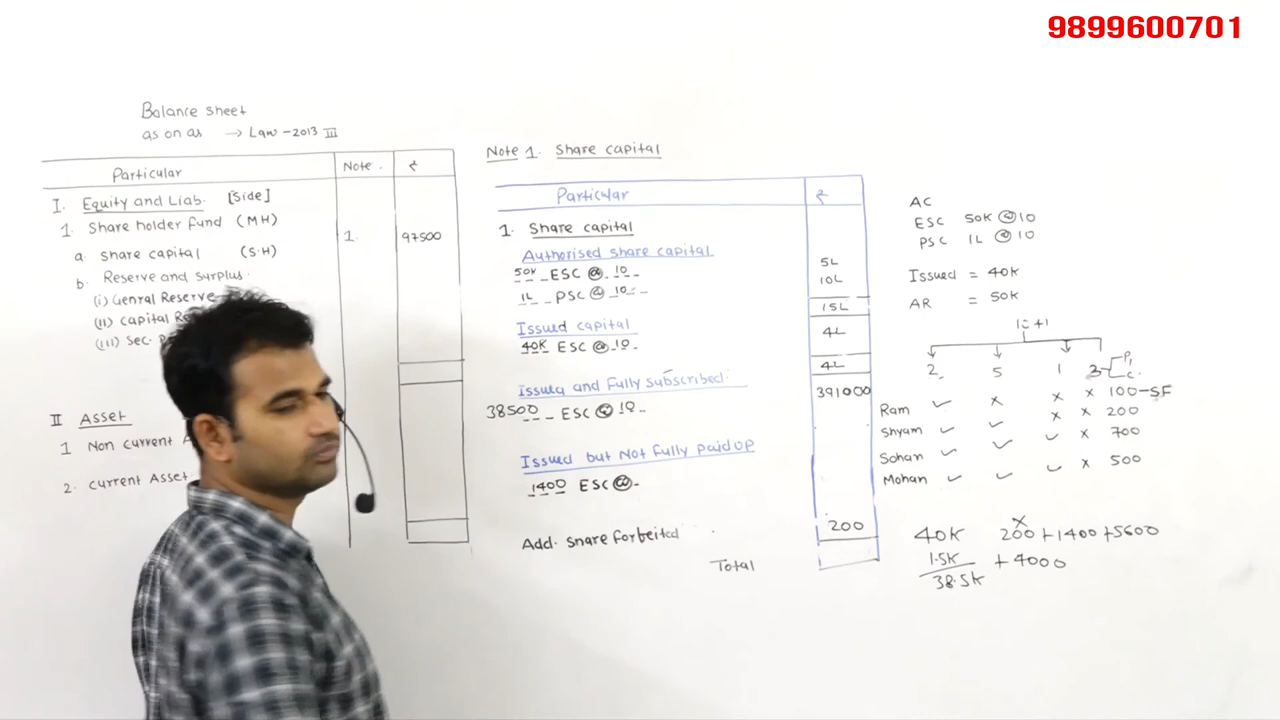 9899600701
Balance sheet
as on as → Law -2013 III
Particular Note. ₹
I. Equity and Liab. [Side]
1. Share holder fund (MH)
a. share capital (S.H) 1. 97500
b. Reserve and surplus.
(i) Genral Reserve
(II) Capital Re
(III) Sec. P
II Asset
1 Non current A
2. current Asset
Note 1. Share capital
Particular ₹
1. Share capital
Authorised share capital
50K ESC @ 10 5L
1L PSC @ 10 10L
15L
Issued capital 4L
40K ESC @ 10
4L
Issued and Fully Subscribed. 391000
38500 ESC @ 10
Issued but Not Fully paid up
1400 ESC @
Add. share forfeited 200
Total
AC
ESC 50K @ 10
PSC 1L @ 10
Issued = 40K
AR = 50K
10+1
2 5 1 3 P,
C.
Ram ✓ × × × 100-SF
Shyam ✓ ✓ × × 200
Sohan ✓ ✓ ✓ × 700
Mohan ✓ ✓ ✓ × 500
×
40K 200+1400+5600
1.5K + 4000
38.5K